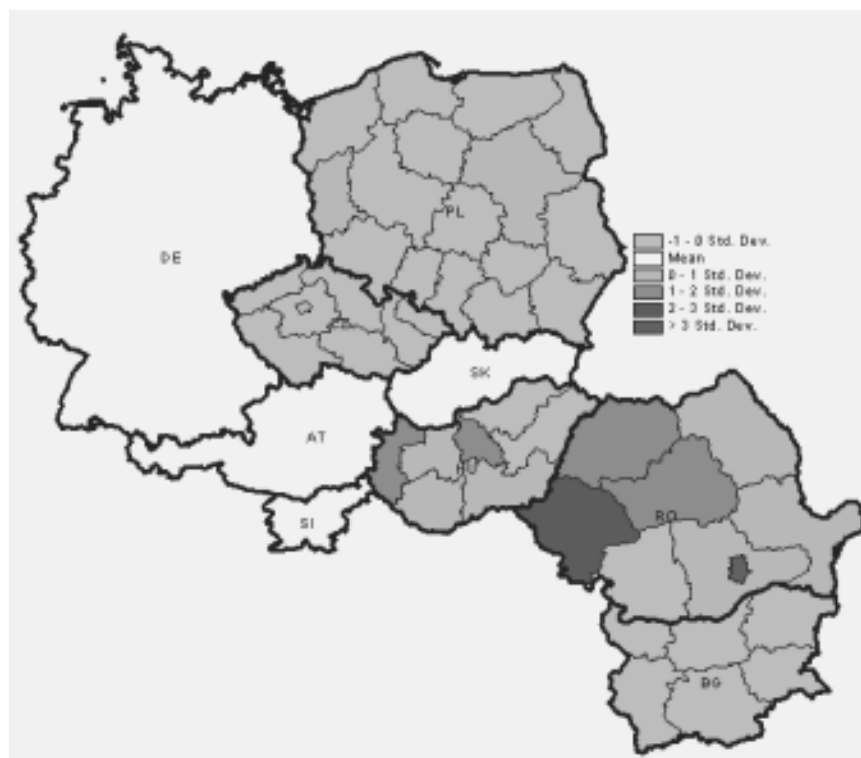 PL
DE
-1 - 0 Std. Dev.
Mean
0 - 1 Std. Dev.
1 - 2 Std. Dev.
2 - 3 Std. Dev.
> 3 Std. Dev.
SK
AT
RO
SI
BG